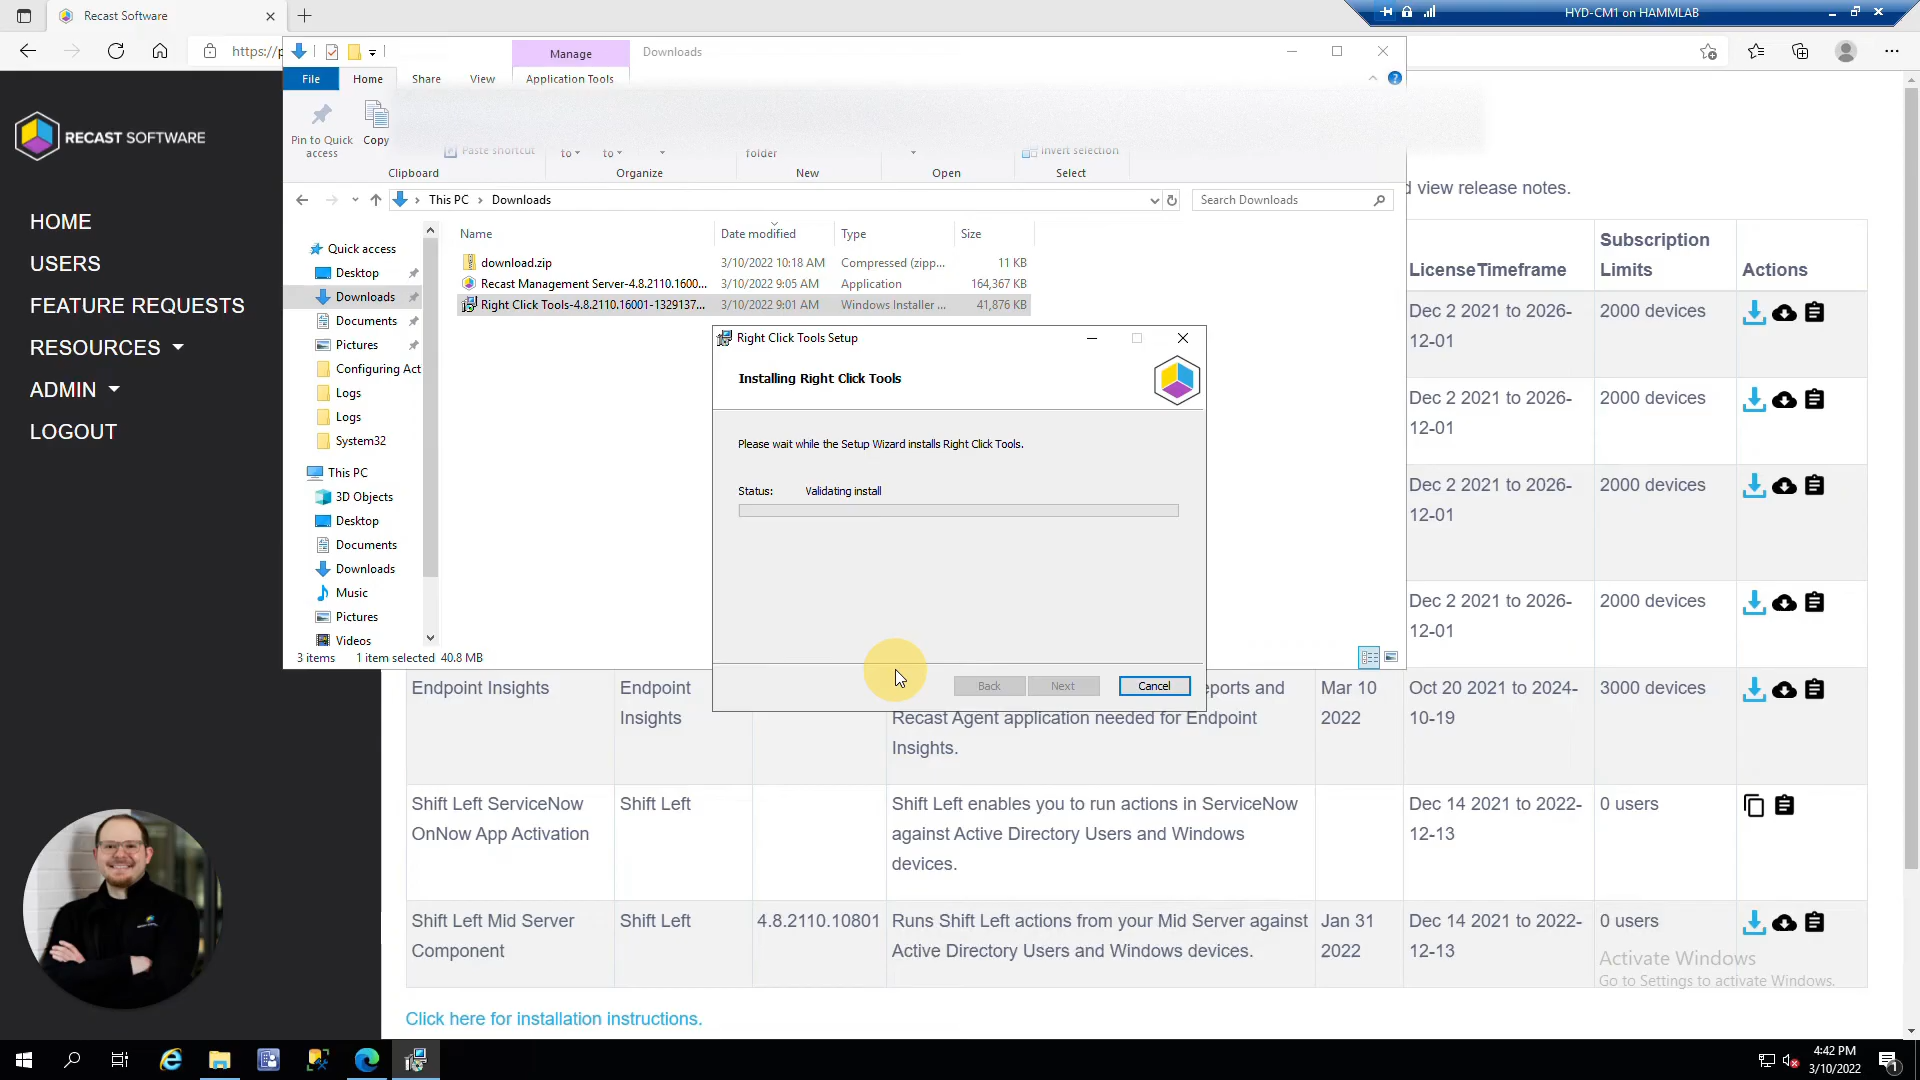 Recast Software
HYD-CM1 on HAMMLAB
Manage
Downloads
File
Home
Share
View
Application Tools
RECAST SOFTWARE
Pin to Quick
access
Copy
Paste shortcut
to
to
folder
Invert selection
Clipboard
Organize
New
Open
Select
This PC
Downloads
Search Downloads
view release notes.
HOME
USERS
FEATURE REQUESTS
RESOURCES
ADMIN
LOGOUT
Name
Date modified
Type
Size
download.zip
3/10/2022 10:18 AM
Compressed (zipp...
11 KB
Recast Management Server-4.8.2110.1600...
3/10/2022 9:05 AM
Application
164,367 KB
Right Click Tools-4.8.2110.16001-1329137...
3/10/2022 9:01 AM
Windows Installer ...
41,876 KB
Quick access
Desktop
Downloads
Documents
Pictures
Configuring Act
Logs
Logs
System32
This PC
3D Objects
Desktop
Documents
Downloads
Music
Pictures
Videos
3 items
1 item selected 40.8 MB
Right Click Tools Setup
Installing Right Click Tools
Please wait while the Setup Wizard installs Right Click Tools.
Status:
Validating install
Back
Next
Cancel
LicenseTimeframe
Subscription
Limits
Actions
Dec 2 2021 to 2026-
12-01
2000 devices
Dec 2 2021 to 2026-
12-01
2000 devices
Dec 2 2021 to 2026-
12-01
2000 devices
Dec 2 2021 to 2026-
12-01
2000 devices
Endpoint Insights
Endpoint
Insights
eports and
Recast Agent application needed for Endpoint
Insights.
Mar 10
2022
Oct 20 2021 to 2024-
10-19
3000 devices
Shift Left ServiceNow
OnNow App Activation
Shift Left
Shift Left enables you to run actions in ServiceNow
against Active Directory Users and Windows
devices.
Dec 14 2021 to 2022-
12-13
0 users
Shift Left Mid Server
Component
Shift Left
4.8.2110.10801
Runs Shift Left actions from your Mid Server against
Active Directory Users and Windows devices.
Jan 31
2022
Dec 14 2021 to 2022-
12-13
0 users
Activate Windows
Go to Settings to activate Windows.
Click here for installation instructions.
4:42 PM
3/10/2022
1